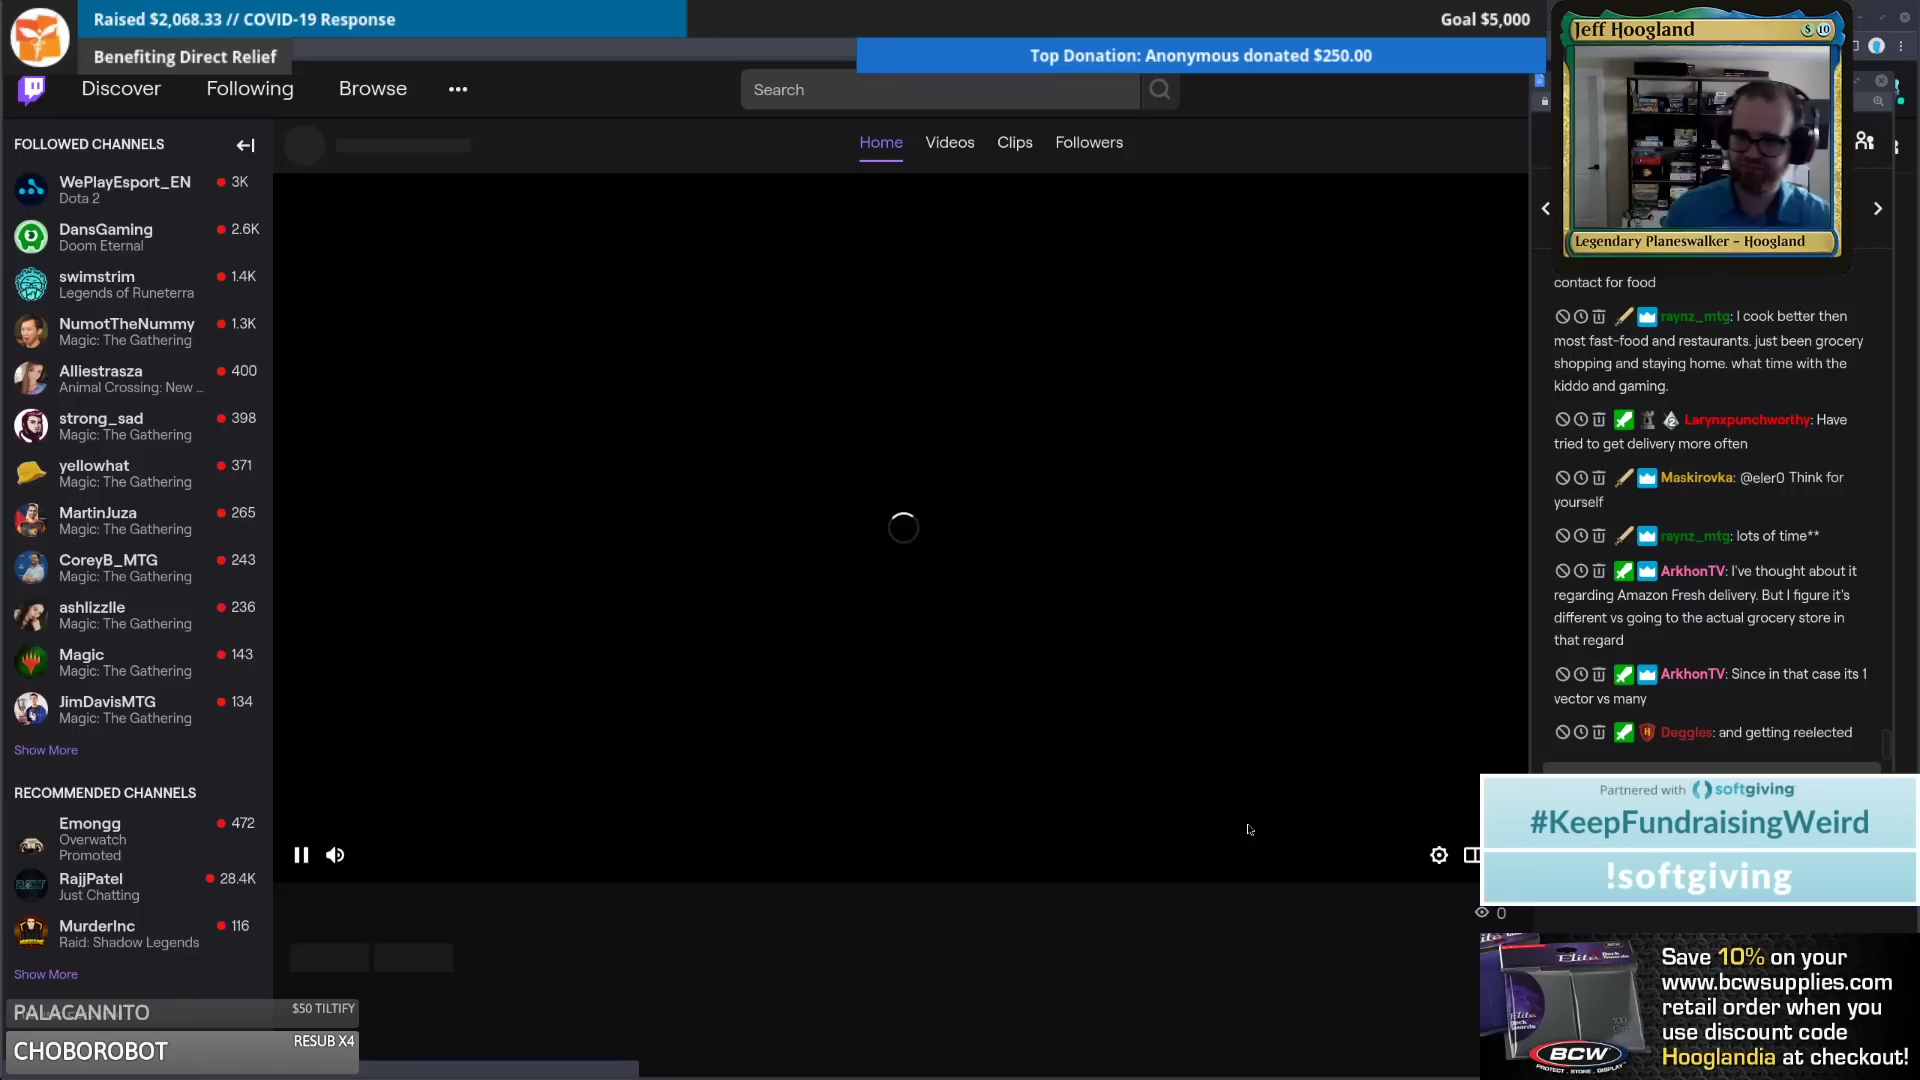 Raised $2,068.33 // COVID-19 Response
Goal $5,000
Benefiting Direct Relief
Top Donation: Anonymous donated $250.00
Jeff Hoogland
$ 10
Legendary Planeswalker - Hoogland
Discover
Following
Browse
Search
Home
Videos
Clips
Followers
FOLLOWED CHANNELS
WePlayEsport_EN
3K
Dota 2
DansGaming
2.6K
Doom Eternal
swimstrim
1.4K
Legends of Runeterra
NumotTheNummy
1.3K
Magic: The Gathering
Alliestrasza
400
Animal Crossing: New ...
strong_sad
398
Magic: The Gathering
yellowhat
371
Magic: The Gathering
MartinJuza
265
Magic: The Gathering
CoreyB_MTG
243
Magic: The Gathering
ashlizzlle
236
Magic: The Gathering
Magic
143
Magic: The Gathering
JimDavisMTG
134
Magic: The Gathering
Show More
RECOMMENDED CHANNELS
Emongg
472
Overwatch
Promoted
RajjPatel
28.4K
Just Chatting
MurderInc
116
Raid: Shadow Legends
Show More
PALACANNITO
$50 TILTIFY
CHOBOROBOT
RESUB X4
contact for food
raynz_mtg: I cook better then
most fast-food and restaurants. just been grocery
shopping and staying home. what time with the
kiddo and gaming.
Larynxpunchworthy: Have
tried to get delivery more often
Maskirovka: @eler0 Think for
yourself
raynz_mtg: lots of time**
ArkhonTV: I've thought about it
regarding Amazon Fresh delivery. But I figure it's
different vs going to the actual grocery store in
that regard
ArkhonTV: Since in that case its 1
vector vs many
Deggles: and getting reelected
Partnered with softgiving
#KeepFundraisingWeird
!softgiving
0
Save 10% on your
www.bcwsupplies.com
retail order when you
use discount code
Hooglandia at checkout!
Elite
BCW
PROTECT . STORE . DISPLAY